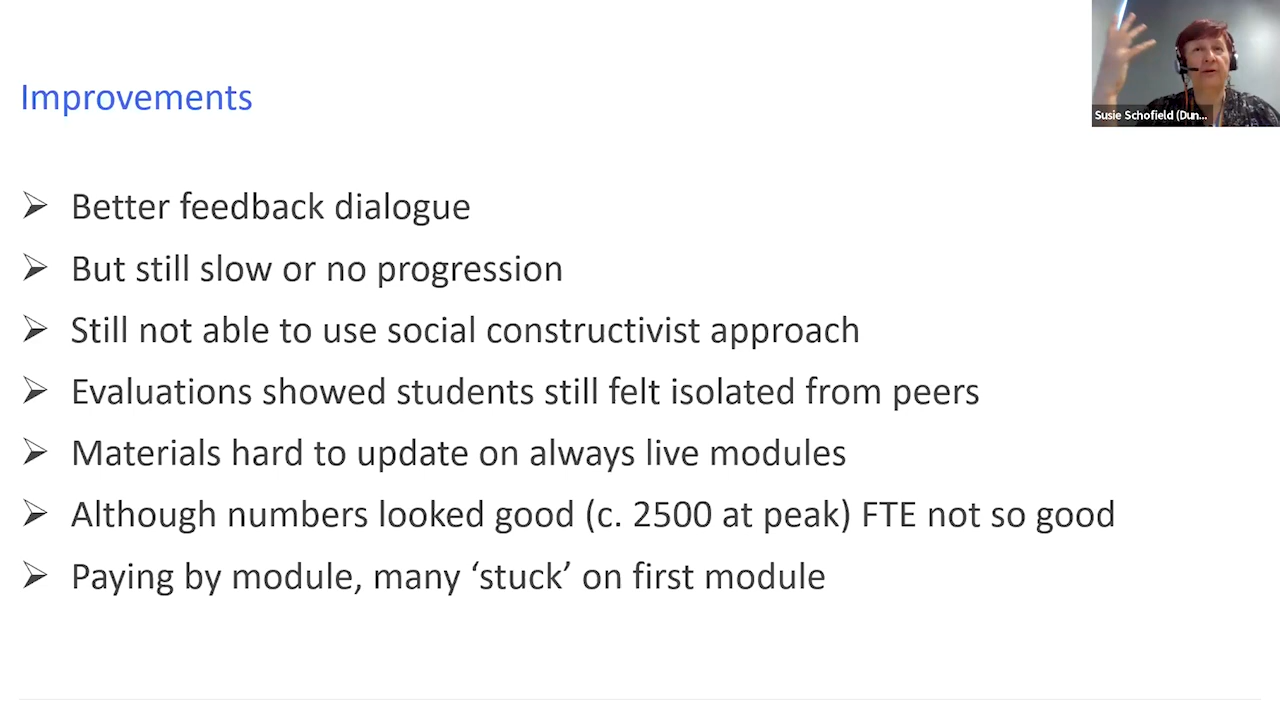 Improvements
Susie Schofield (Dun...
➢ Better feedback dialogue
➢ But still slow or no progression
➢ Still not able to use social constructivist approach
➢ Evaluations showed students still felt isolated from peers
➢ Materials hard to update on always live modules
➢ Although numbers looked good (c. 2500 at peak) FTE not so good
➢ Paying by module, many ‘stuck’ on first module